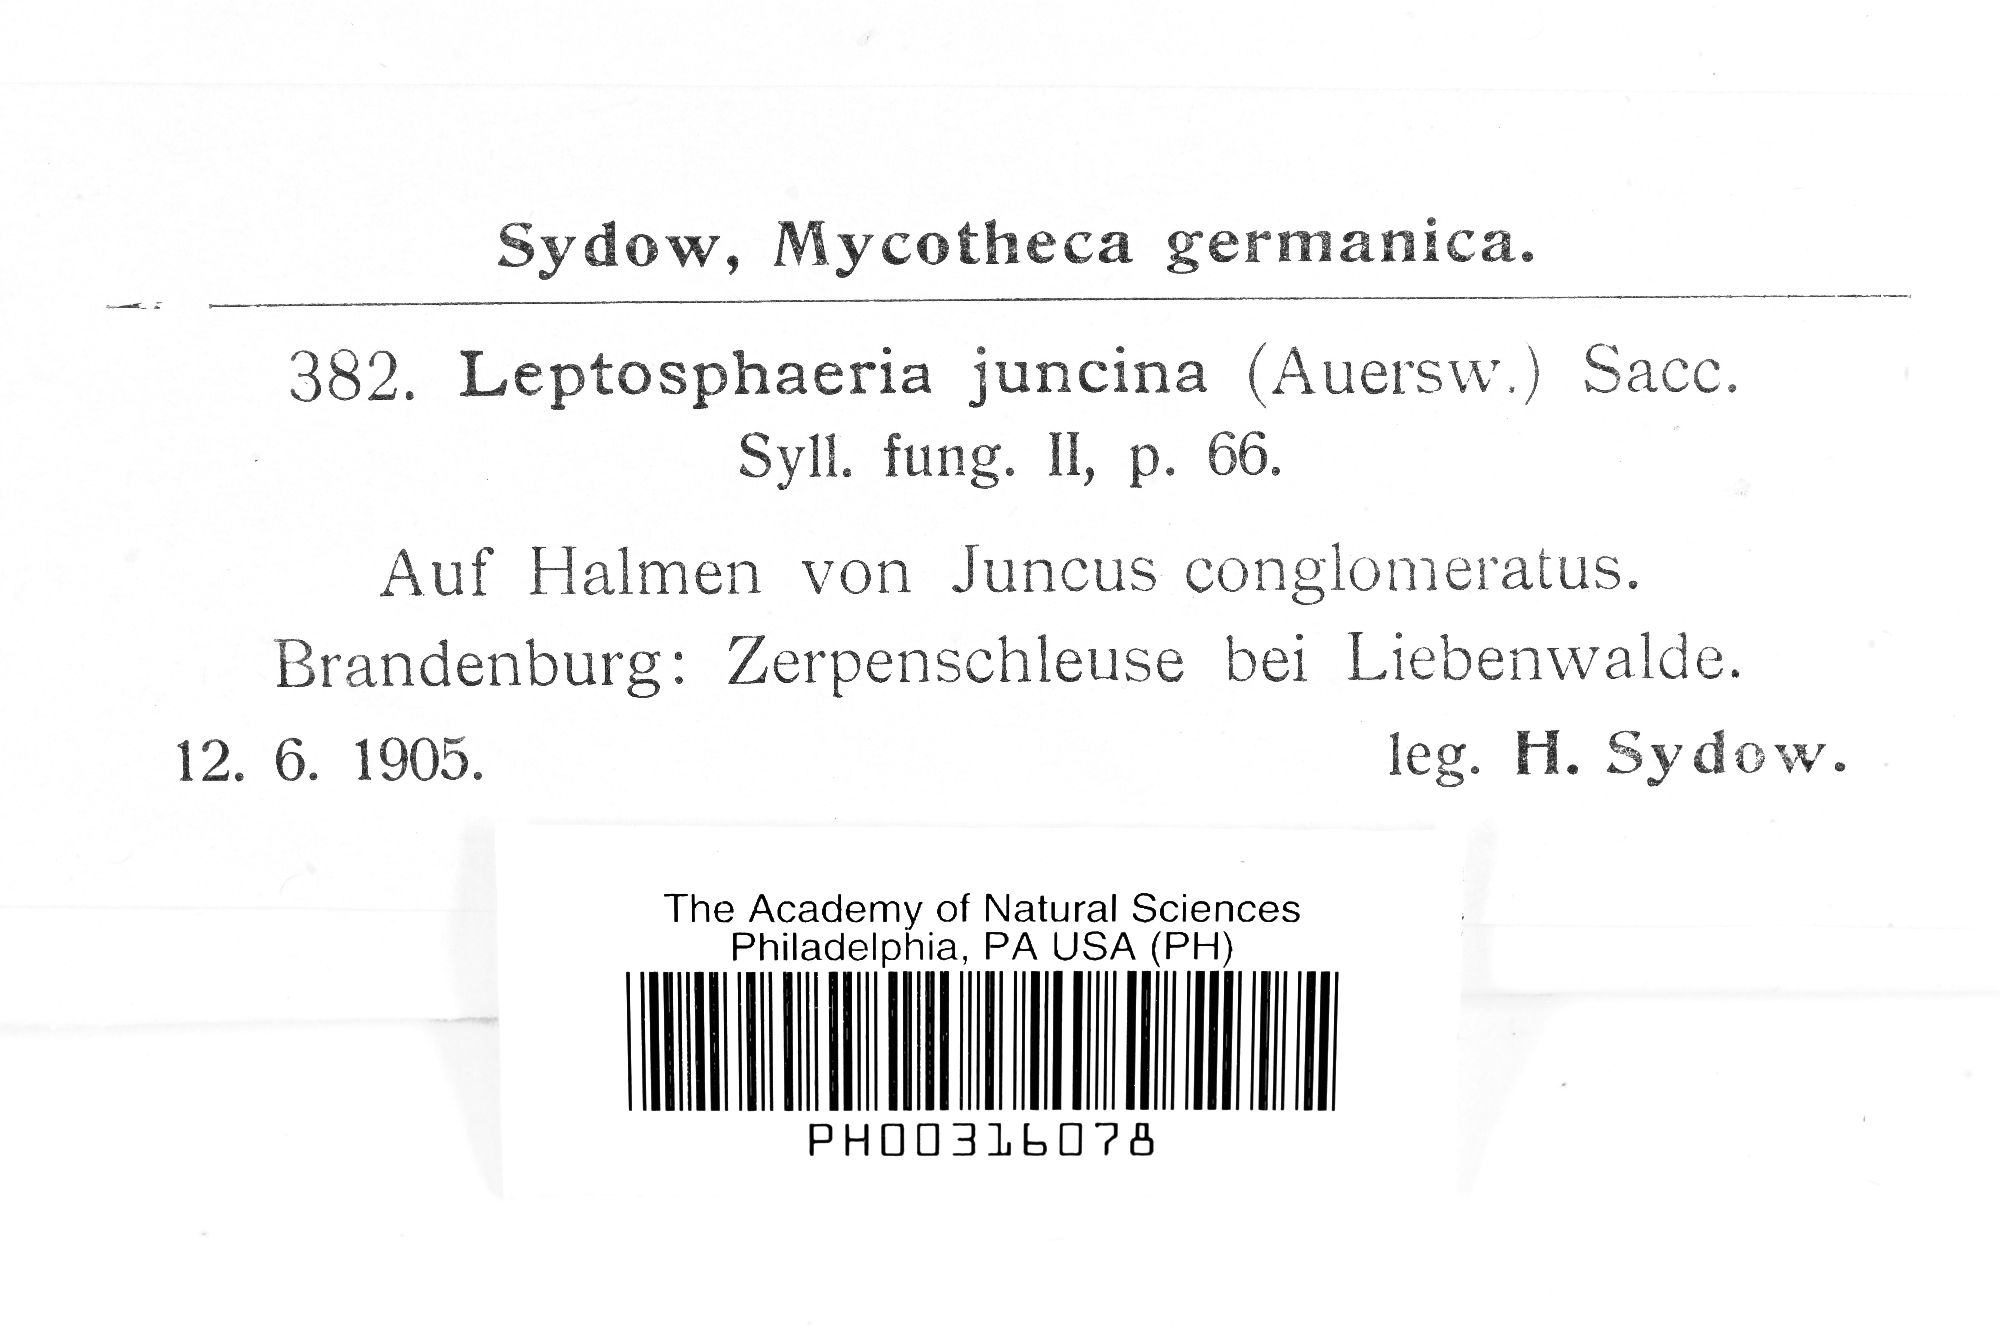 Sydow, Mycotheca germanica.
382. Leptosphaeria juncina (Auersw.) Sacc.
Syll. fung. II, p. 66.
Auf Halmen von Juncus conglomeratus.
Brandenburg: Zerpenschleuse bei Liebenwalde.
12. 6. 1905. leg. H. Sydow.
The Academy of Natural Sciences
Philadelphia, PA USA (PH)
PH00316078